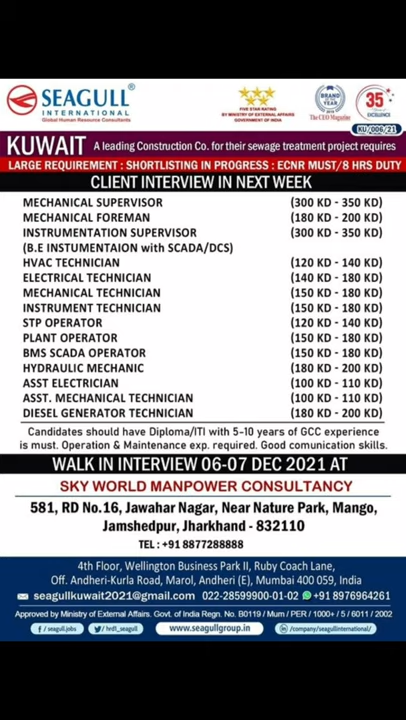 SEAGULL®
INTERNATIONAL
Global Human Resource Consultants
FIVE STAR RATING
BY MINISTRY OF EXTERNAL AFFAIRS
GOVERNMENT OF INDIA
BRAND
YEAR
The CEO Magazine
35
EXCELLENCE
KU/006/21
KUWAIT A leading Construction Co. for their sewage treatment project requires
LARGE REQUIREMENT : SHORTLISTING IN PROGRESS : ECNR MUST/8 HRS DUTY
CLIENT INTERVIEW IN NEXT WEEK
MECHANICAL SUPERVISOR (300 KD - 350 KD)
MECHANICAL FOREMAN (180 KD - 200 KD)
INSTRUMENTATION SUPERVISOR (300 KD - 350 KD)
(B.E INSTUMENTAION with SCADA/DCS)
HVAC TECHNICIAN (120 KD - 140 KD)
ELECTRICAL TECHNICIAN (140 KD - 180 KD)
MECHANICAL TECHNICIAN (150 KD - 180 KD)
INSTRUMENT TECHNICIAN (150 KD - 180 KD)
STP OPERATOR (120 KD - 140 KD)
PLANT OPERATOR (150 KD - 180 KD)
BMS SCADA OPERATOR (150 KD - 180 KD)
HYDRAULIC MECHANIC (180 KD - 200 KD)
ASST ELECTRICIAN (100 KD - 110 KD)
ASST. MECHANICAL TECHNICIAN (100 KD - 110 KD)
DIESEL GENERATOR TECHNICIAN (180 KD - 200 KD)
Candidates should have Diploma/ITI with 5-10 years of GCC experience
is must. Operation & Maintenance exp. required. Good comunication skills.
WALK IN INTERVIEW 06-07 DEC 2021 AT
SKY WORLD MANPOWER CONSULTANCY
581, RD No.16, Jawahar Nagar, Near Nature Park, Mango,
Jamshedpur, Jharkhand - 832110
TEL : +91 8877288888
4th Floor, Wellington Business Park II, Ruby Coach Lane,
Off. Andheri-Kurla Road, Marol, Andheri (E), Mumbai 400 059, India
seagullkuwait2021@gmail.com 022-28599900-01-02 +91 8976964261
Approved by Ministry of External Affairs. Govt. of India Regn. No. B0119 / Mum / PER / 1000+ / 5 / 6011 / 2002
f / seagull.jobs / hrd1_seagull www.seagullgroup.in in /company/seagullinternational/